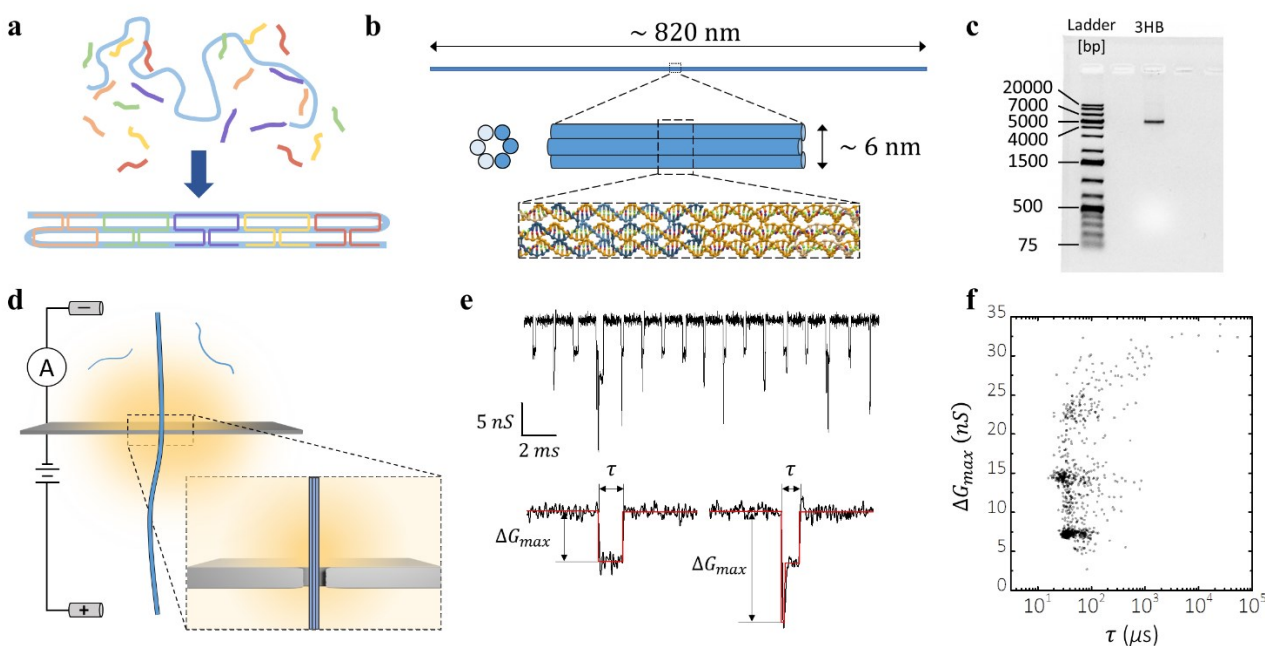 a
b
~ 820 nm
~ 6 nm
c
Ladder 3HB
[bp]
20000
7000
5000
4000
1500
500
75
d
−
A
+
e
5 nS
2 ms
τ
ΔG_max
τ
ΔG_max
f
35
30
25
20
15
10
5
0
ΔG_max (nS)
10^1 10^2 10^3 10^4 10^5
τ (μs)